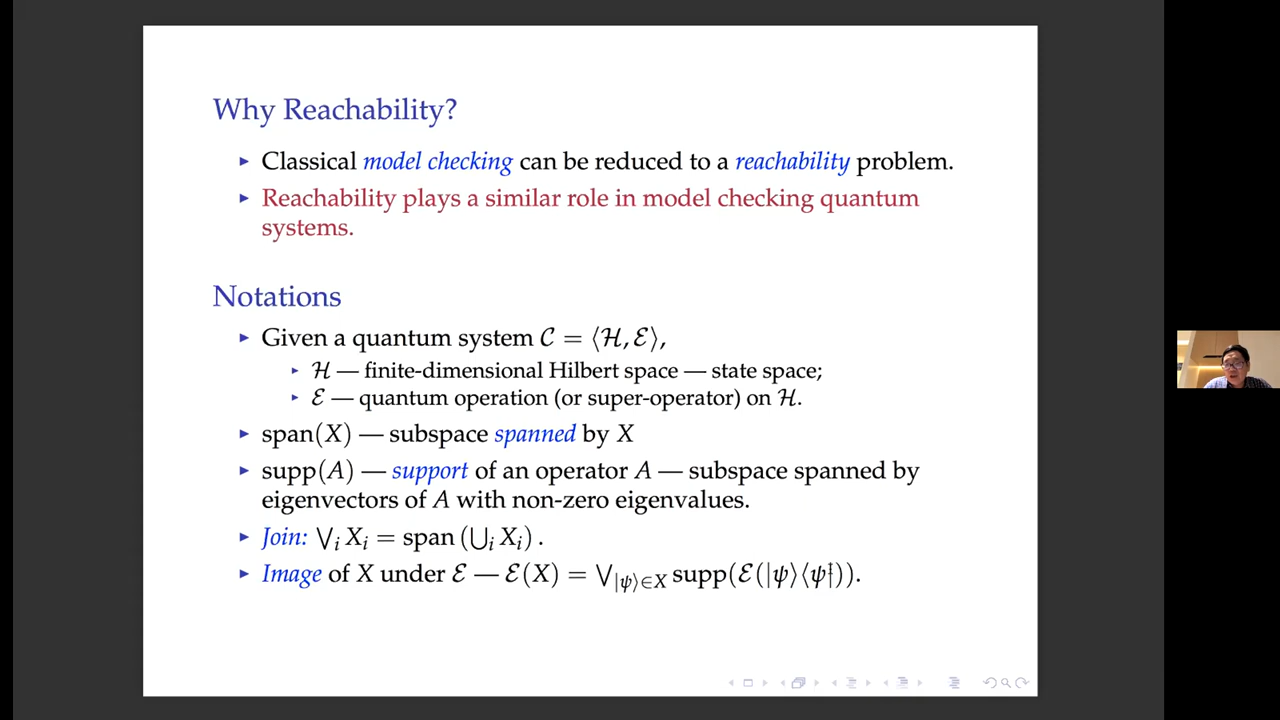 Why Reachability?
▸ Classical model checking can be reduced to a reachability problem.
▸ Reachability plays a similar role in model checking quantum
systems.
Notations
▸ Given a quantum system 𝒞 = ⟨ℋ, ℰ⟩,
▸ ℋ — finite-dimensional Hilbert space — state space;
▸ ℰ — quantum operation (or super-operator) on ℋ.
▸ span(X) — subspace spanned by X
▸ supp(A) — support of an operator A — subspace spanned by
eigenvectors of A with non-zero eigenvalues.
▸ Join: ⋁ᵢ Xᵢ = span (⋃ᵢ Xᵢ) .
▸ Image of X under ℰ — ℰ(X) = ⋁_{|ψ⟩∈X} supp(ℰ(|ψ⟩⟨ψ|)).